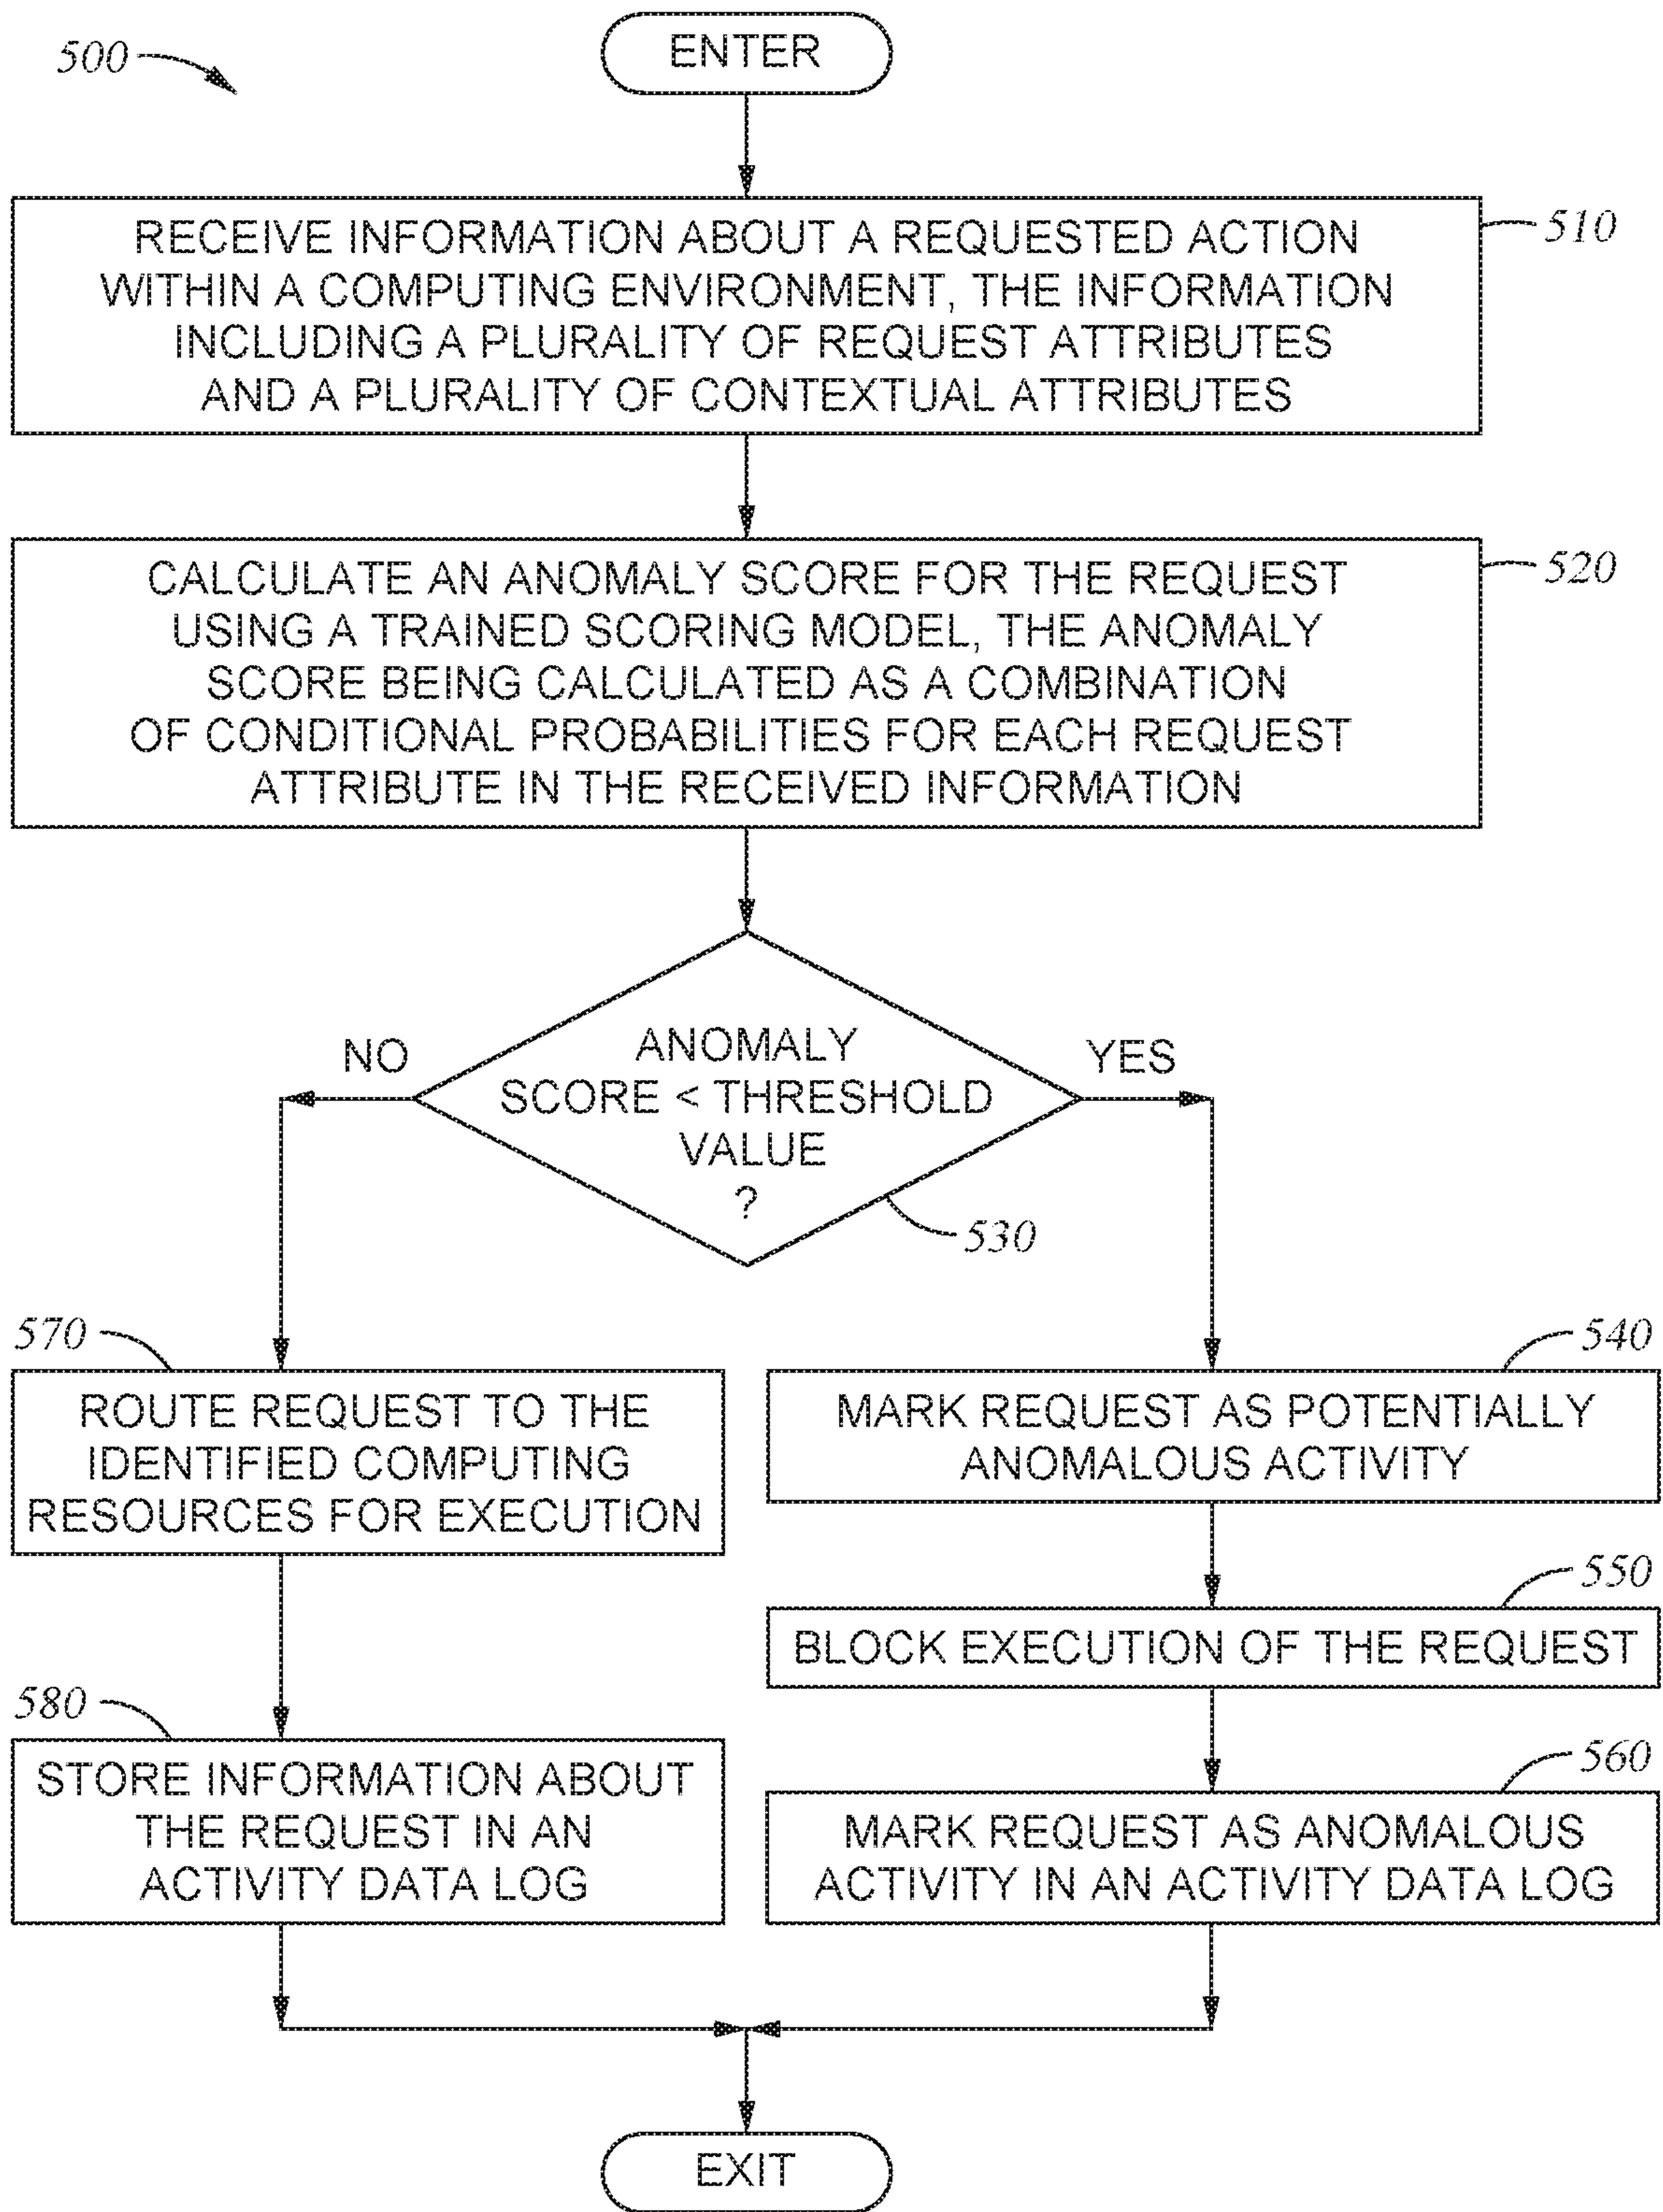 500
ENTER
RECEIVE INFORMATION ABOUT A REQUESTED ACTION
WITHIN A COMPUTING ENVIRONMENT, THE INFORMATION
INCLUDING A PLURALITY OF REQUEST ATTRIBUTES
AND A PLURALITY OF CONTEXTUAL ATTRIBUTES
510
CALCULATE AN ANOMALY SCORE FOR THE REQUEST
USING A TRAINED SCORING MODEL, THE ANOMALY
SCORE BEING CALCULATED AS A COMBINATION
OF CONDITIONAL PROBABILITIES FOR EACH REQUEST
ATTRIBUTE IN THE RECEIVED INFORMATION
520
NO
ANOMALY
SCORE < THRESHOLD
VALUE
?
YES
530
570
ROUTE REQUEST TO THE
IDENTIFIED COMPUTING
RESOURCES FOR EXECUTION
540
MARK REQUEST AS POTENTIALLY
ANOMALOUS ACTIVITY
550
BLOCK EXECUTION OF THE REQUEST
580
STORE INFORMATION ABOUT
THE REQUEST IN AN
ACTIVITY DATA LOG
560
MARK REQUEST AS ANOMALOUS
ACTIVITY IN AN ACTIVITY DATA LOG
EXIT